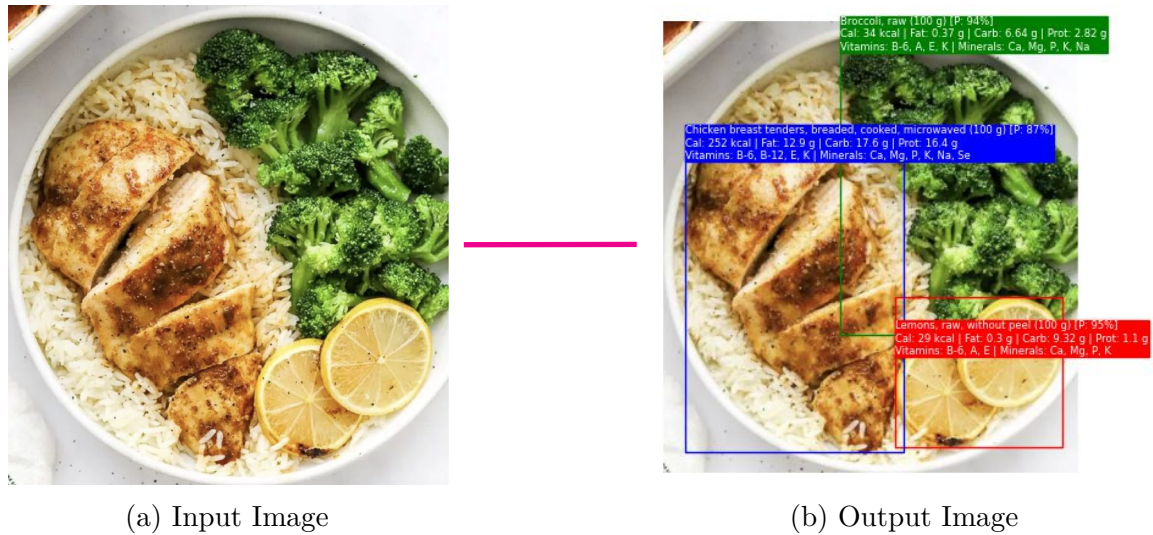 Broccoli, raw (100 g) [P: 94%]
Cal: 34 kcal | Fat: 0.37 g | Carb: 6.64 g | Prot: 2.82 g
Vitamins: B-6, A, E, K | Minerals: Ca, Mg, P, K, Na
Chicken breast tenders, breaded, cooked, microwaved (100 g) [P: 87%]
Cal: 252 kcal | Fat: 12.9 g | Carb: 17.6 g | Prot: 16.4 g
Vitamins: B-6, B-12, E, K | Minerals: Ca, Mg, P, K, Na, Se
Lemons, raw, without peel (100 g) [P: 95%]
Cal: 29 kcal | Fat: 0.3 g | Carb: 9.32 g | Prot: 1.1 g
Vitamins: B-6, A, E | Minerals: Ca, Mg, P, K
(a) Input Image
(b) Output Image